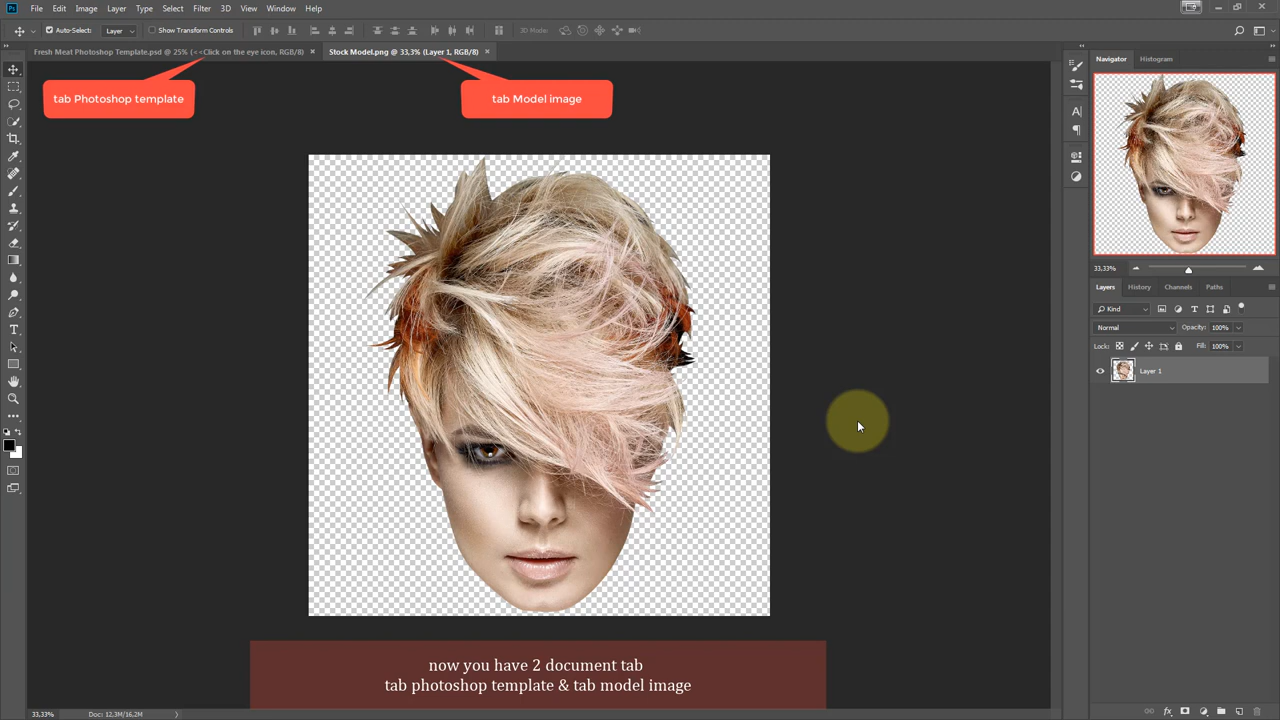 Ps File Edit Image Layer Type Select Filter 3D View Window Help
Auto-Select: Layer Show Transform Controls 3D Mode:
Fresh Meat Photoshop Template.psd @ 25% (<<Click on the eye icon, RGB/8) × Stock Model.png @ 33,3% (Layer 1, RGB/8) ×
tab Photoshop template
tab Model image
Navigator Histogram
33,33%
Layers History Channels Paths
Kind
Normal Opacity: 100%
Lock: Fill: 100%
Layer 1
now you have 2 document tab
tab photoshop template & tab model image
33,33% Doc: 12,3M/16,2M